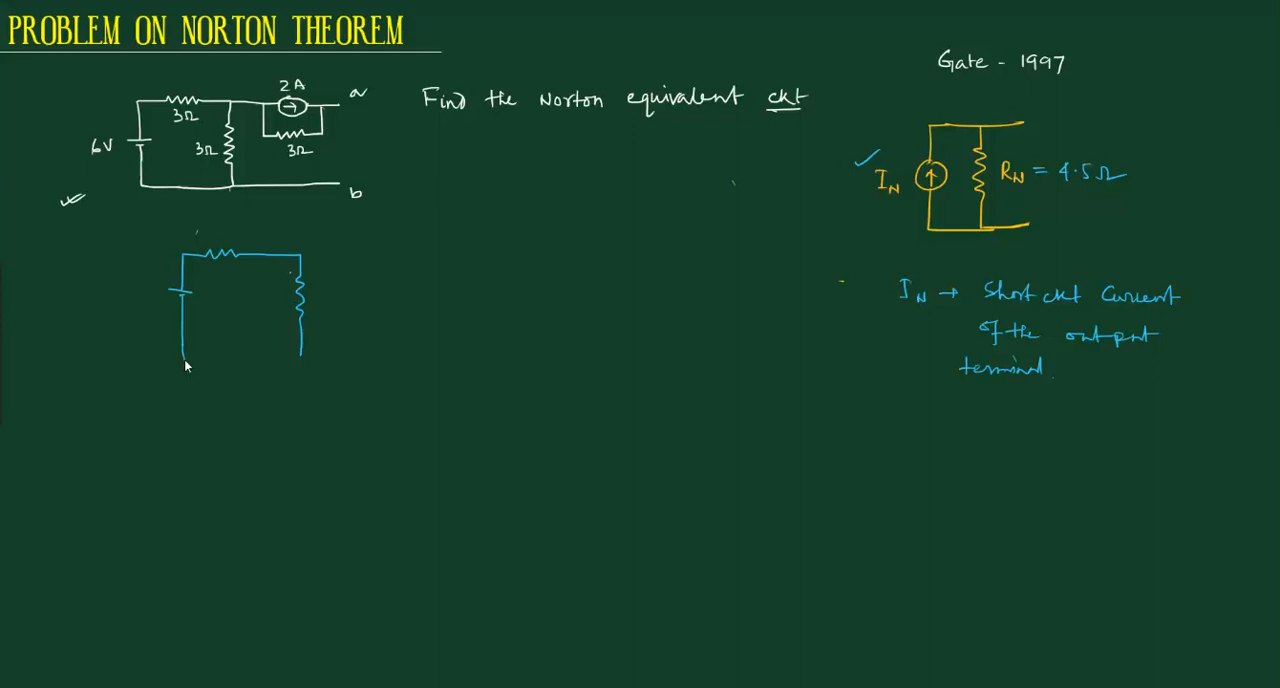 PROBLEM ON NORTON THEOREM
Gate - 1997
2A
a
Find the Norton equivalent ckt
3Ω
6V
3Ω
3Ω
b
I_N
R_N = 4.5Ω
I_N → Short ckt Current
of the output
terminal.